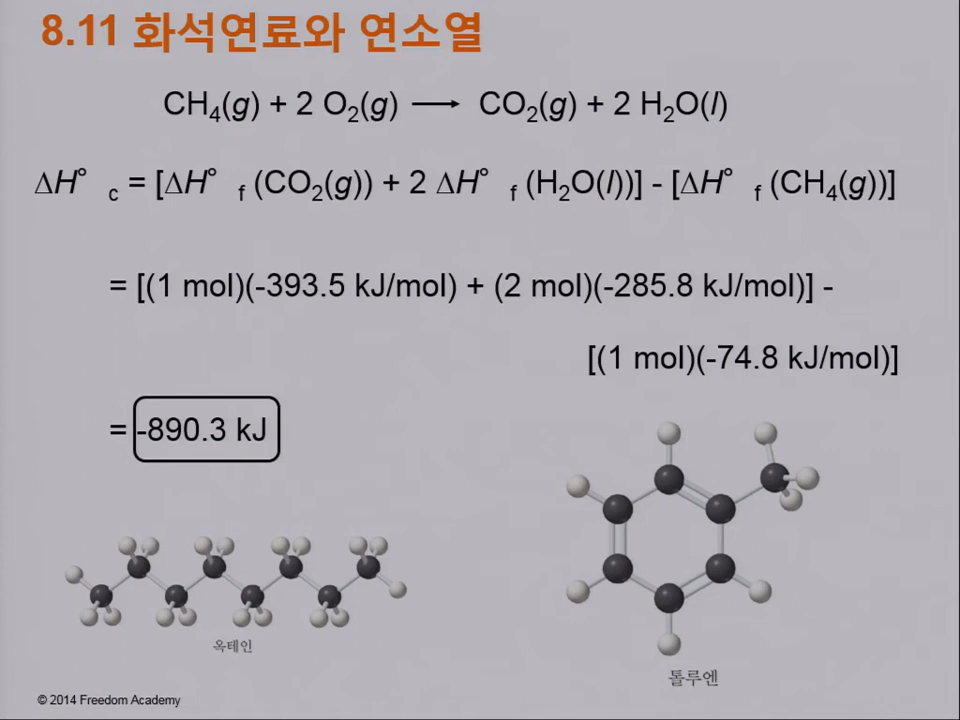 8.11 화석연료와 연소열
CH₄(g) + 2 O₂(g) ⟶ CO₂(g) + 2 H₂O(l)
ΔH° c = [ΔH° f (CO₂(g)) + 2 ΔH° f (H₂O(l))] - [ΔH° f (CH₄(g))]
= [(1 mol)(-393.5 kJ/mol) + (2 mol)(-285.8 kJ/mol)] -
[(1 mol)(-74.8 kJ/mol)]
= -890.3 kJ
옥테인
톨루엔
© 2014 Freedom Academy